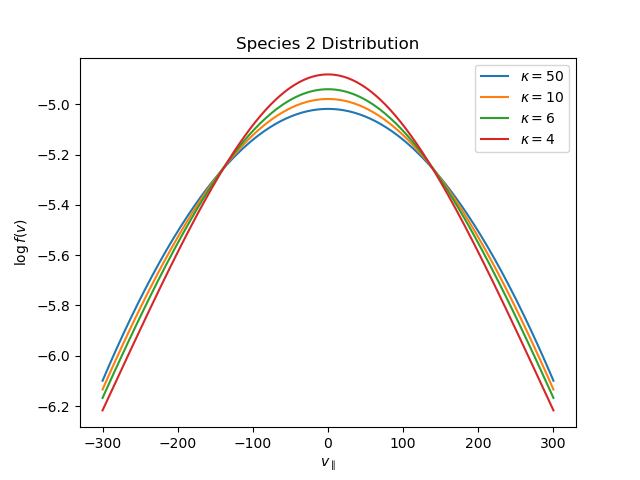 Species 2 Distribution
κ = 50
κ = 10
κ = 6
κ = 4
log f(v)
−5.0
−5.2
−5.4
−5.6
−5.8
−6.0
−6.2
−300
−200
−100
0
100
200
300
v∥